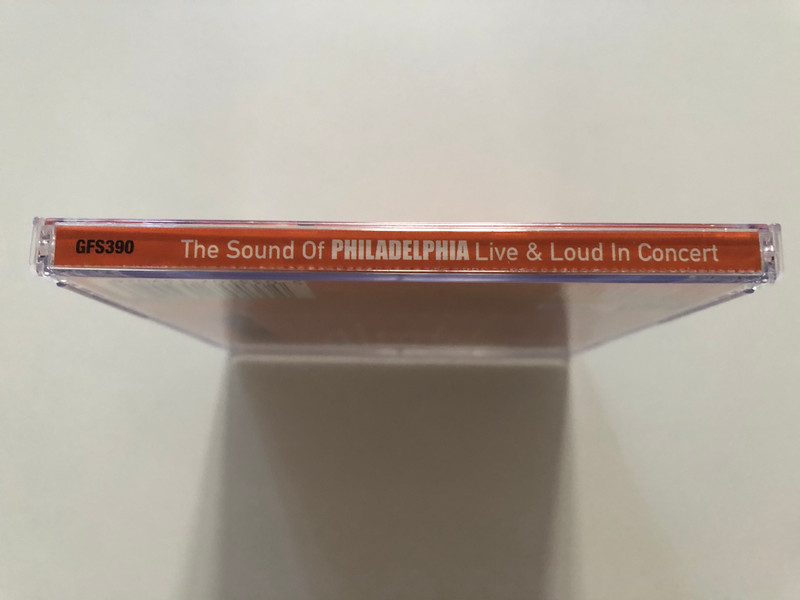 GFS390 The Sound Of PHILADELPHIA Live & Loud In Concert